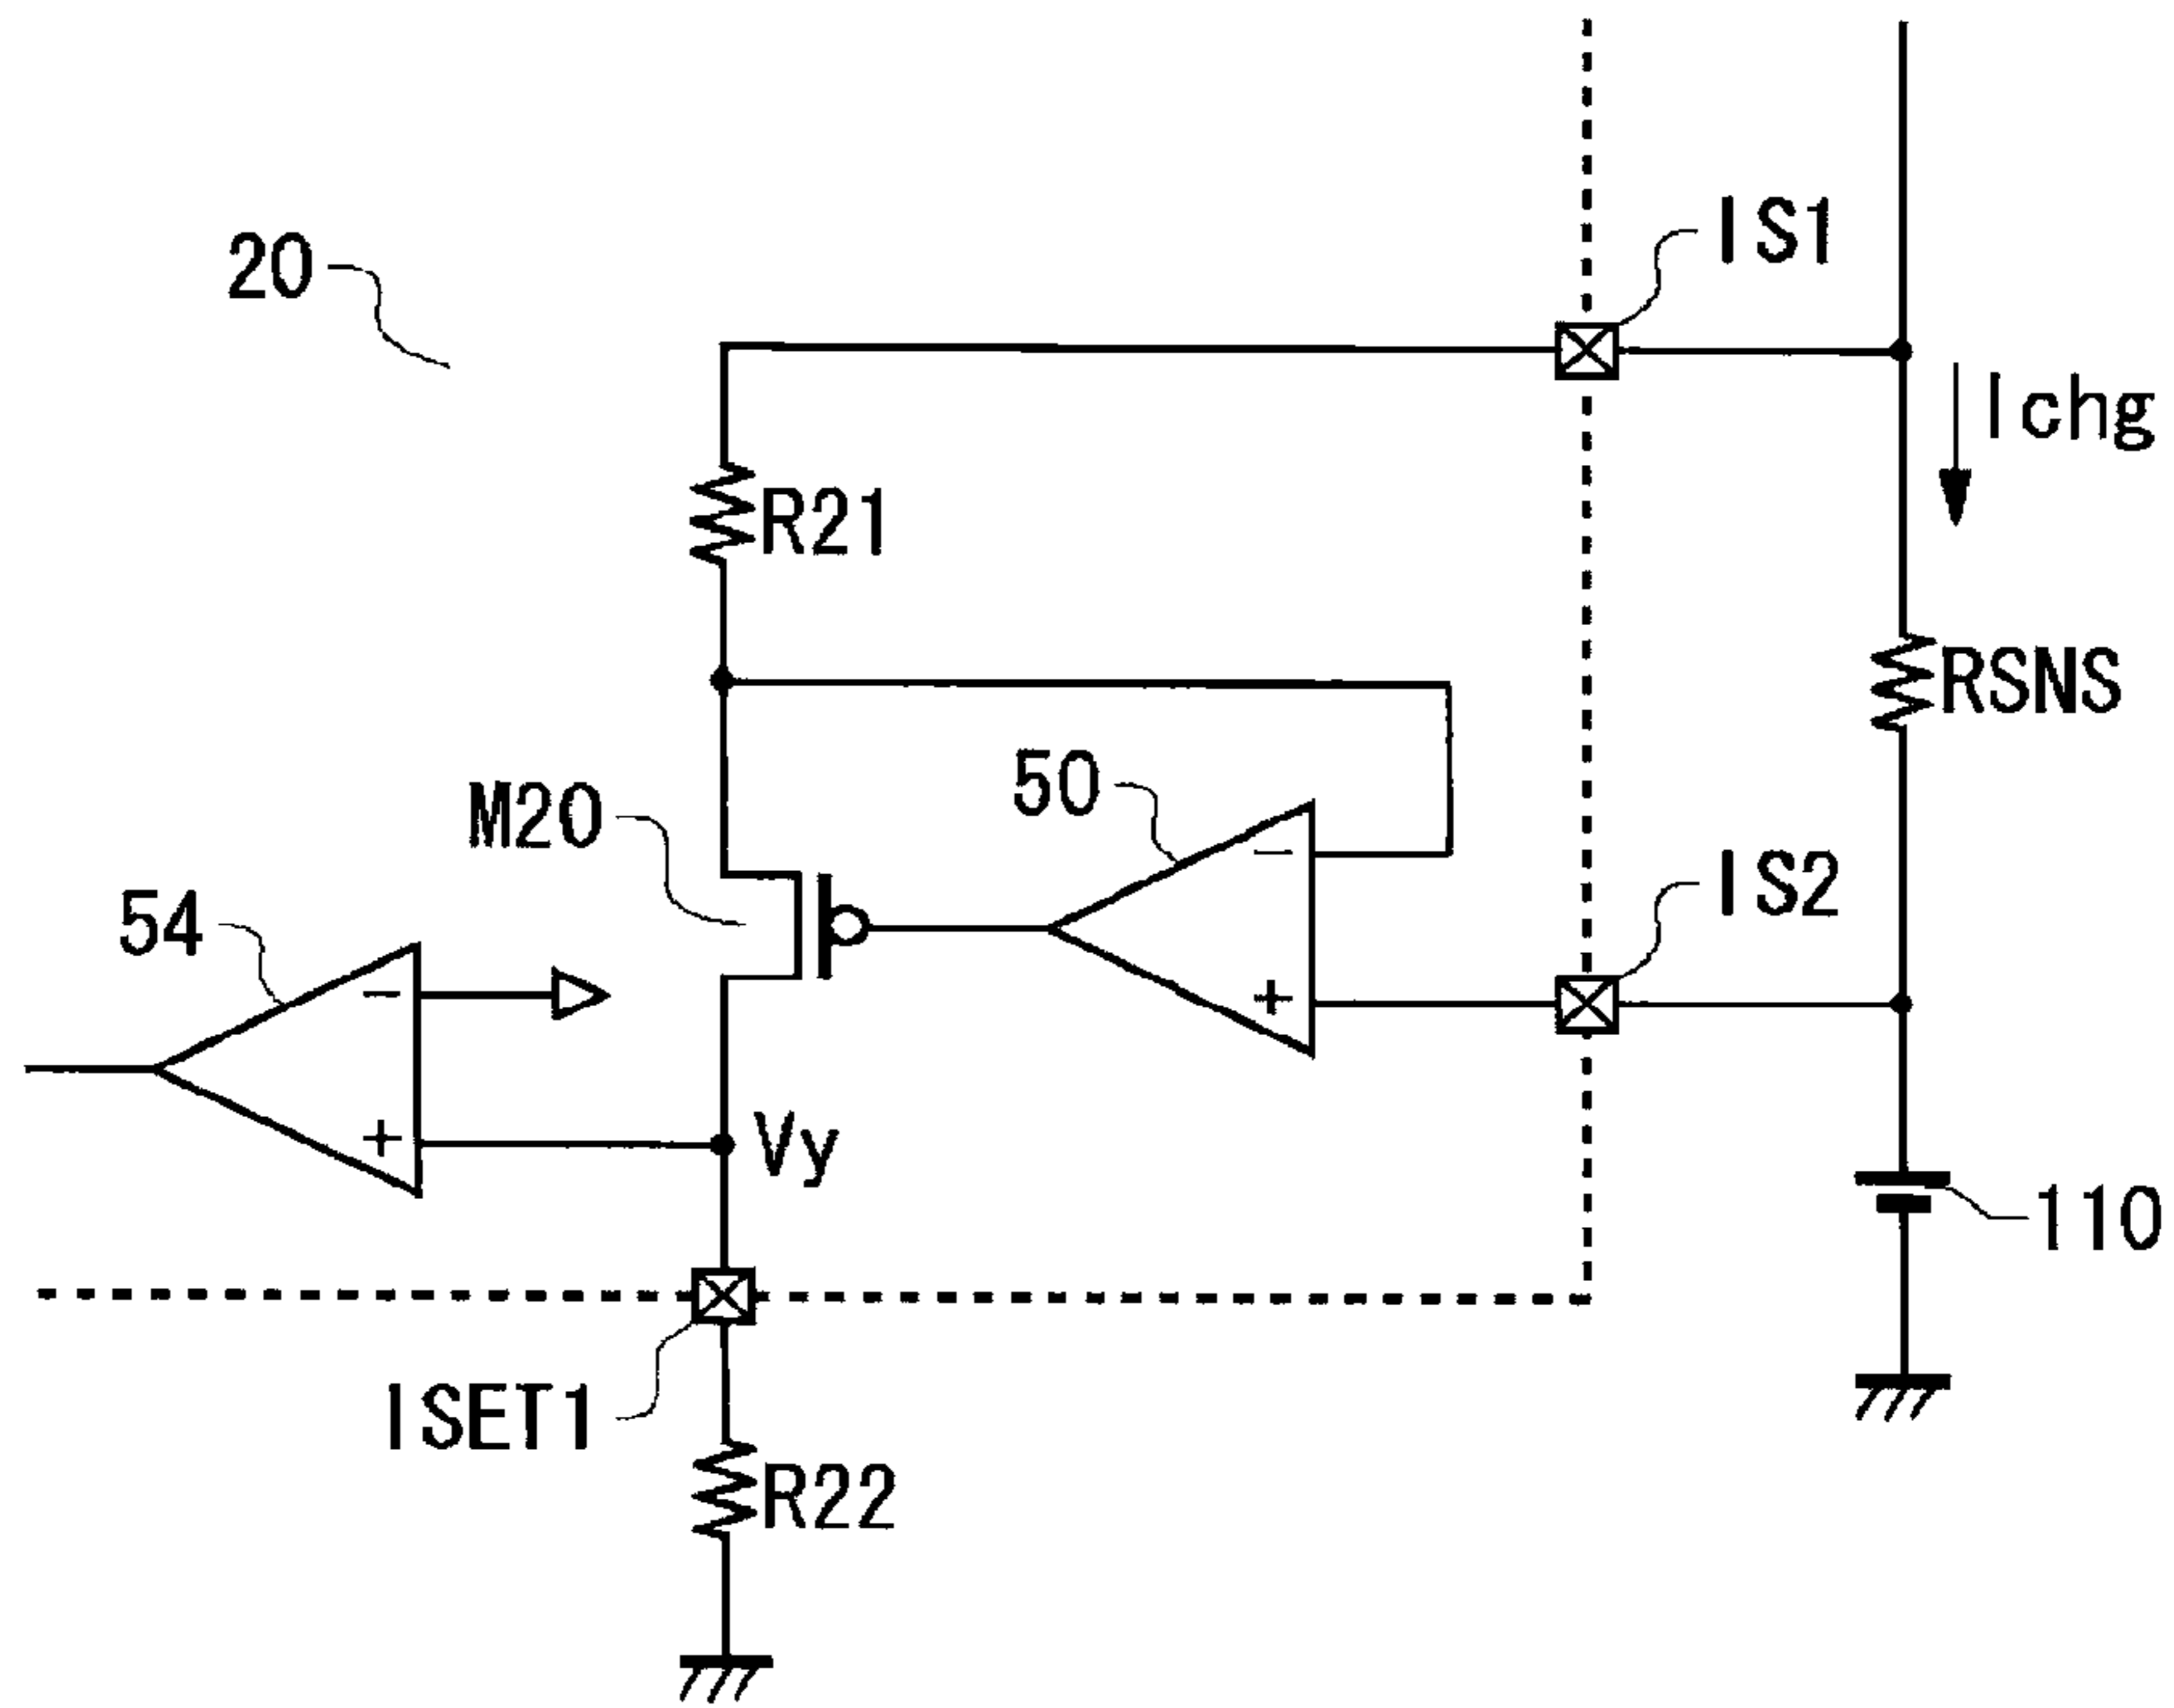 IS1
20
Ichg
R21
RSNS
50
M20
IS2
54
−
−
+
+
Vy
110
ISET1
R22